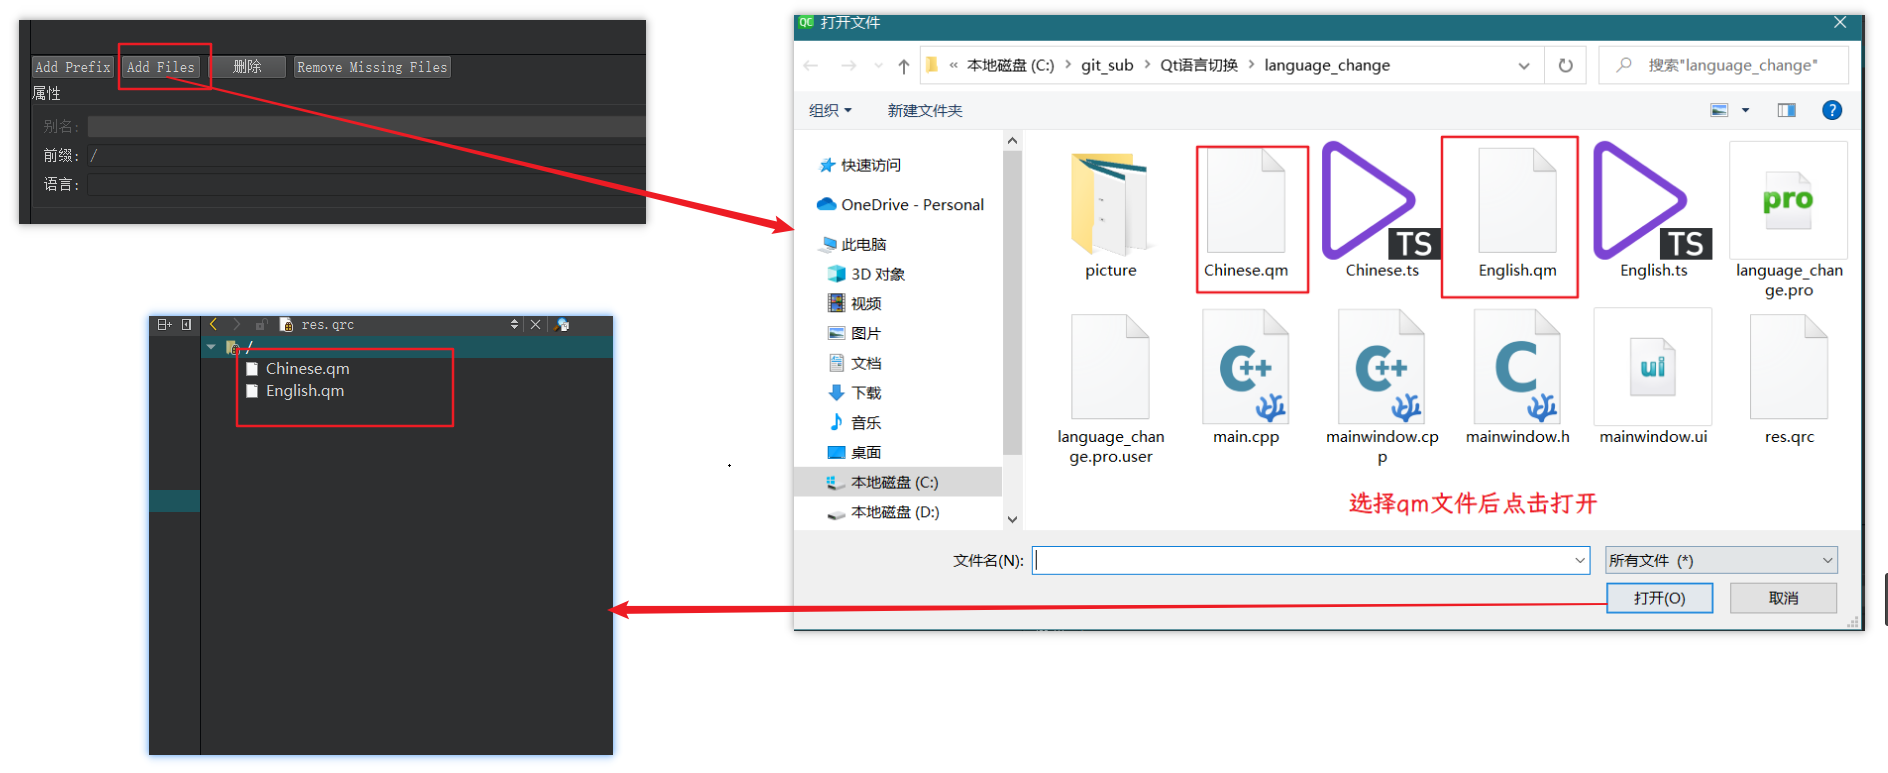 Add Prefix
Add Files
删除
Remove Missing Files
属性
别名:
前缀: /
语言:
QC 打开文件
« 本地磁盘 (C:) › git_sub › Qt语言切换 › language_change
搜索"language_change"
组织
新建文件夹
快速访问
OneDrive - Personal
此电脑
3D 对象
视频
图片
文档
下载
音乐
桌面
本地磁盘 (C:)
本地磁盘 (D:)
picture
Chinese.qm
TS
Chinese.ts
English.qm
TS
English.ts
pro
language_chan
ge.pro
language_chan
ge.pro.user
C++
main.cpp
C++
mainwindow.cp
p
C
mainwindow.h
ui
mainwindow.ui
res.qrc
选择qm文件后点击打开
文件名(N):
所有文件 (*)
打开(O)
取消
res.qrc
/
Chinese.qm
English.qm